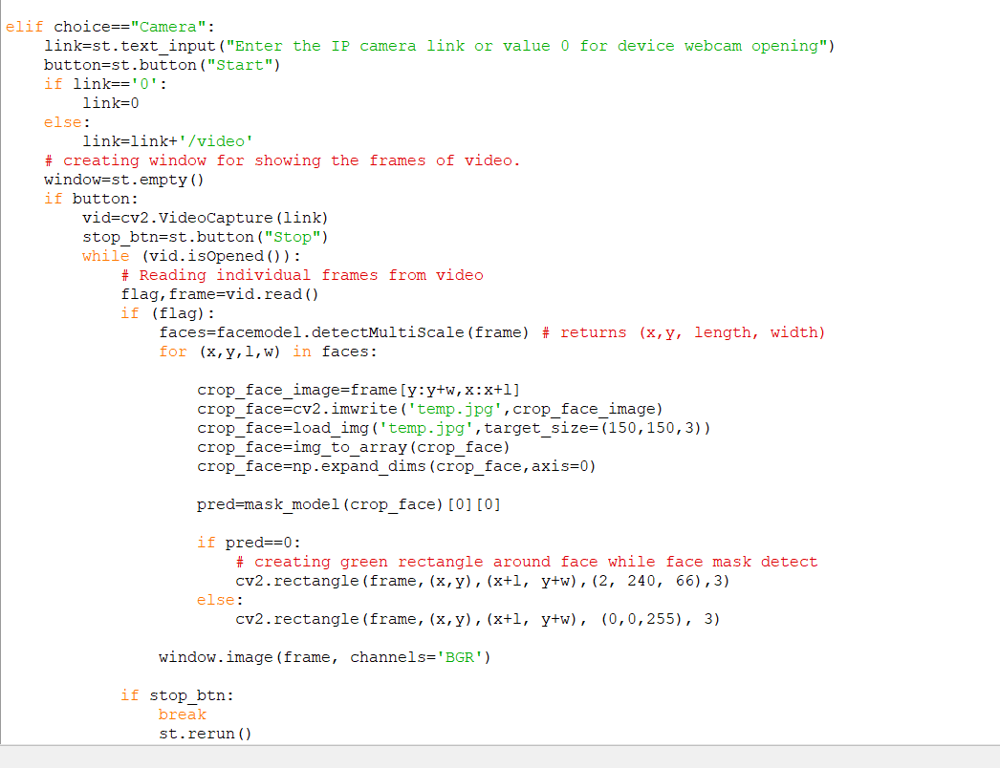 elif choice=="Camera":
    link=st.text_input("Enter the IP camera link or value 0 for device webcam opening")
    button=st.button("Start")
    if link=='0':
        link=0
    else:
        link=link+'/video'
    # creating window for showing the frames of video.
    window=st.empty()
    if button:
        vid=cv2.VideoCapture(link)
        stop_btn=st.button("Stop")
        while (vid.isOpened()):
            # Reading individual frames from video
            flag,frame=vid.read()
            if (flag):
                faces=facemodel.detectMultiScale(frame) # returns (x,y, length, width)
                for (x,y,l,w) in faces:

                    crop_face_image=frame[y:y+w,x:x+l]
                    crop_face=cv2.imwrite('temp.jpg',crop_face_image)
                    crop_face=load_img('temp.jpg',target_size=(150,150,3))
                    crop_face=img_to_array(crop_face)
                    crop_face=np.expand_dims(crop_face,axis=0)

                    pred=mask_model(crop_face)[0][0]

                    if pred==0:
                        # creating green rectangle around face while face mask detect
                        cv2.rectangle(frame,(x,y),(x+l, y+w),(2, 240, 66),3)
                    else:
                        cv2.rectangle(frame,(x,y),(x+l, y+w), (0,0,255), 3)

                window.image(frame, channels='BGR')

            if stop_btn:
                break
                st.rerun()